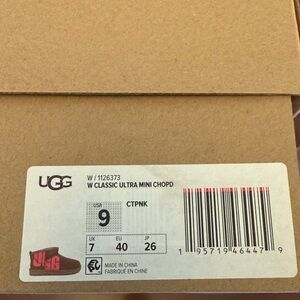 UGG
W / 1126373
W CLASSIC ULTRA MINI CHOPD
USA
9
CTPNK
UK EU JP
7 40 26
MADE IN CHINA
FABRIQUÉ EN CHINE
1 95719 46447 9
UGG